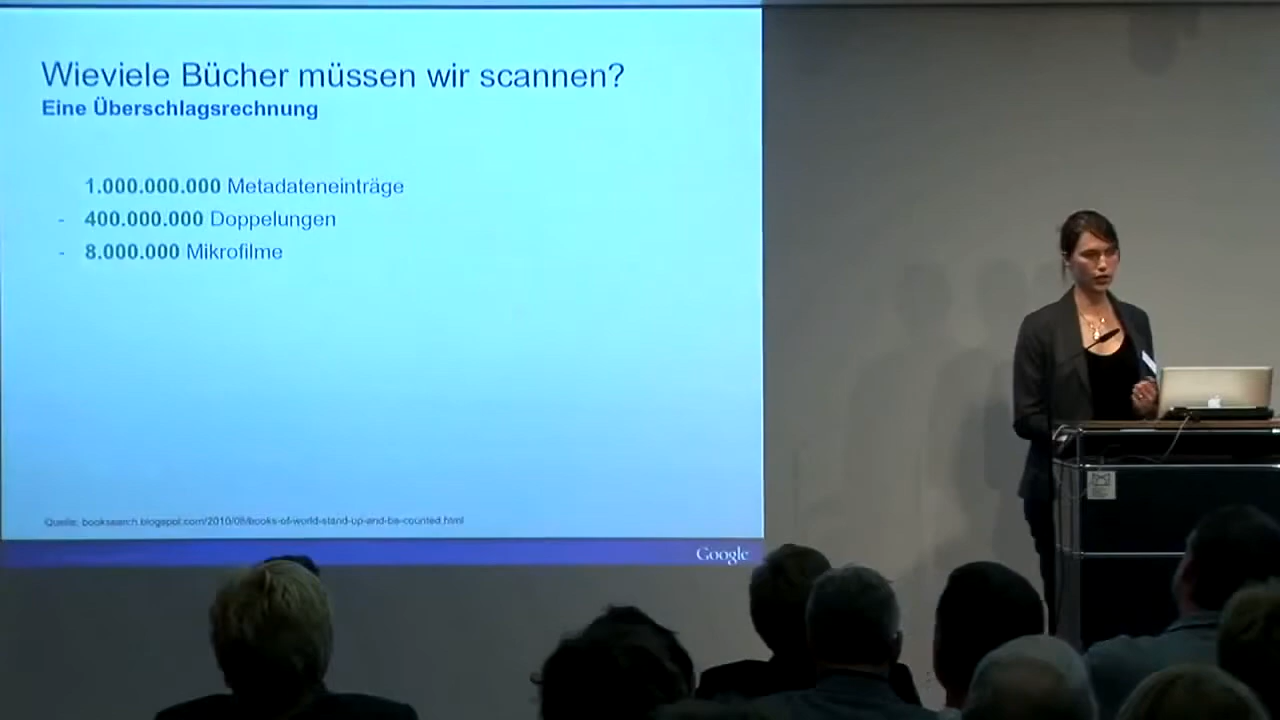 Wieviele Bücher müssen wir scannen?
Eine Überschlagsrechnung
1.000.000.000 Metadateneinträge
- 400.000.000 Doppelungen
- 8.000.000 Mikrofilme
Quelle: booksearch.blogspot.com/2010/08/books-of-world-stand-up-and-be-counted.html
Google